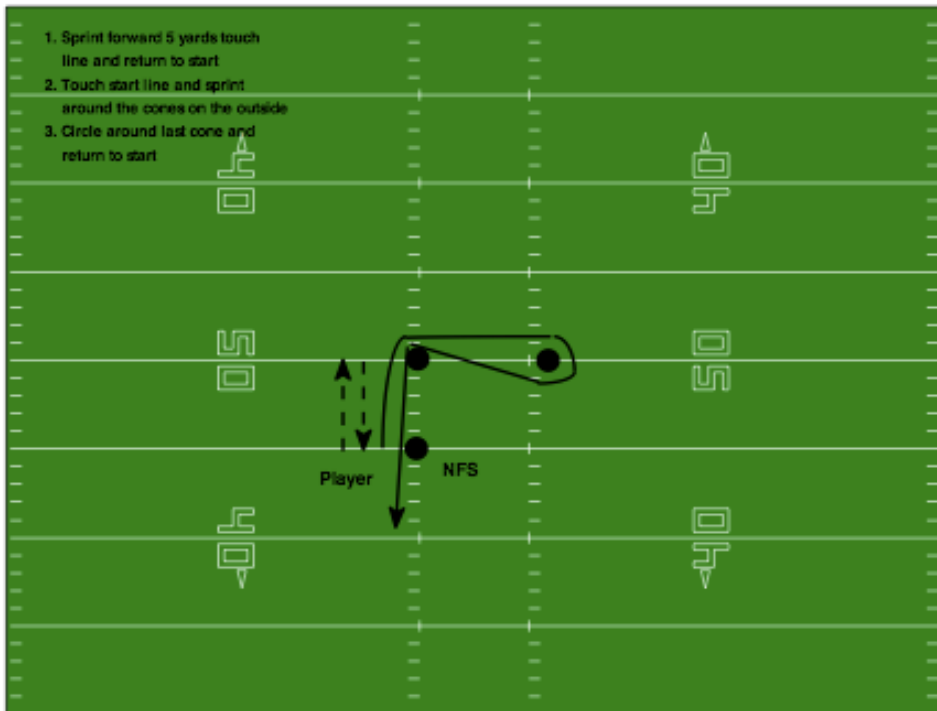 1. Sprint forward 5 yards touch
line and return to start
2. Touch start line and sprint
around the cones on the outside
3. Circle around last cone and
return to start
40
40
50
50
Player
NFS
40
40